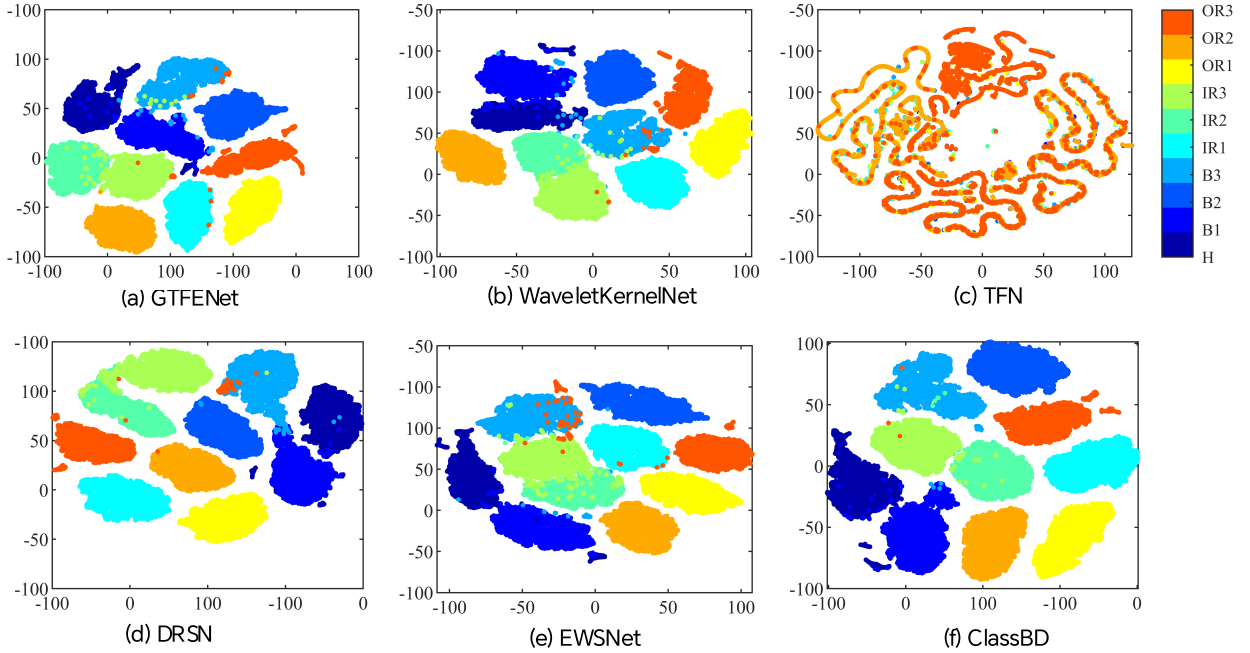 100
100
50
0
-50
-100
-100 0 100 -100 0 100
(a) GTFENet
-50
-100
100
50
0
-50
-100
-50 0 50 100
(b) WaveletKernelNet
-50
-100
100
50
0
-50
-100
-100 -50 0 50 100
(c) TFN
OR3
OR2
OR1
IR3
IR2
IR1
B3
B2
B1
H
-100
100
50
0
-50
-100
-100 0 100 -100 0
(d) DRSN
-50
-100
100
50
0
-50
-100
-100 -50 0 50 100
(e) EWSNet
100
50
0
-50
-100
-100 0 100 -100 0
(f) ClassBD